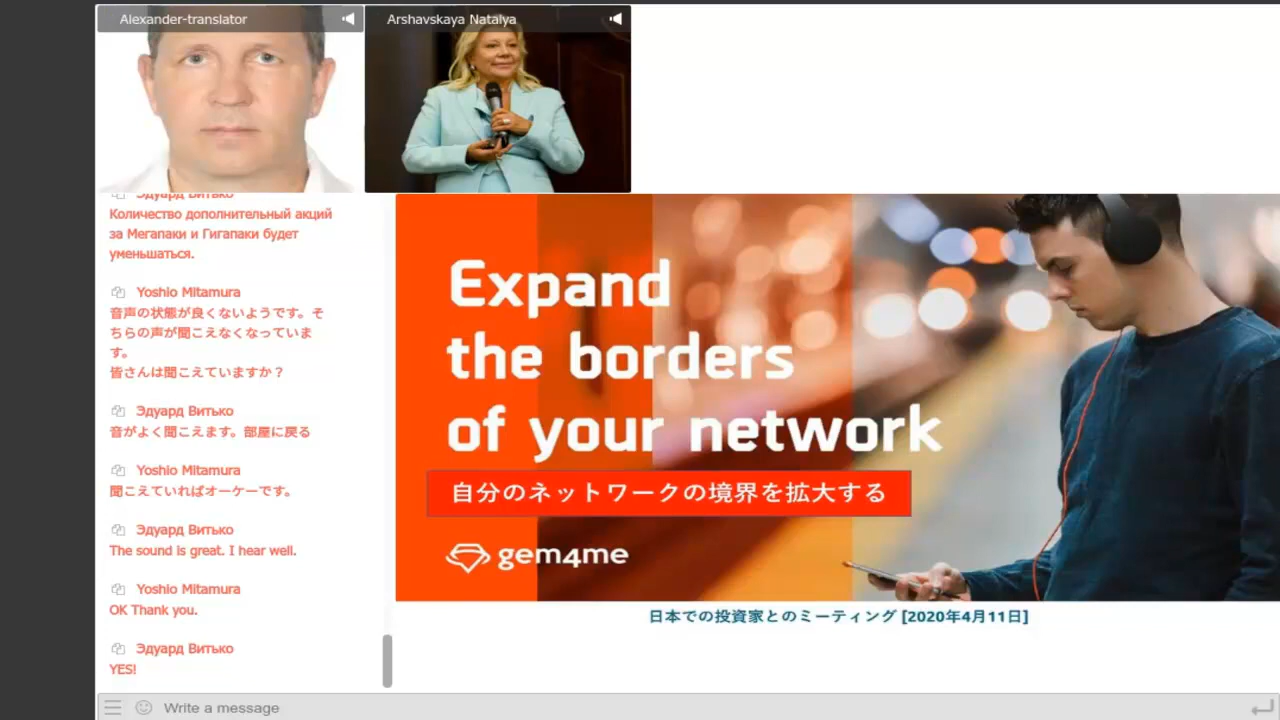 Alexander-translator
Arshavskaya Natalya
Эдуард Витько
Количество дополнительный акций
за Мегапаки и Гигапаки будет
уменьшаться.
Yoshio Mitamura
音声の状態が良くないようです。そ
ちらの声が聞こえなくなっていま
す。
皆さんは聞こえていますか？
Эдуард Витько
音がよく聞こえます。部屋に戻る
Yoshio Mitamura
聞こえていればオーケーです。
Эдуард Витько
The sound is great. I hear well.
Yoshio Mitamura
OK Thank you.
Эдуард Витько
YES!
Write a message
Expand
the borders
of your network
自分のネットワークの境界を拡大する
gem4me
日本での投資家とのミーティング [2020年4月11日]